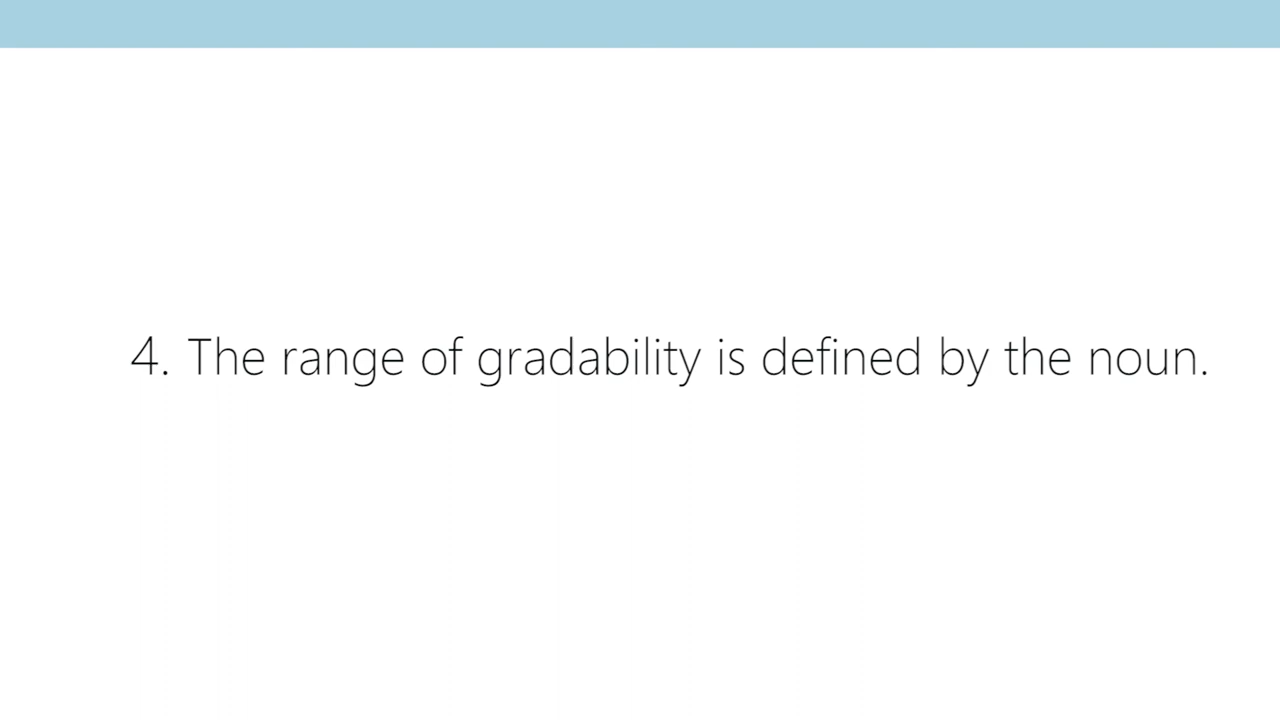 4. The range of gradability is defined by the noun.